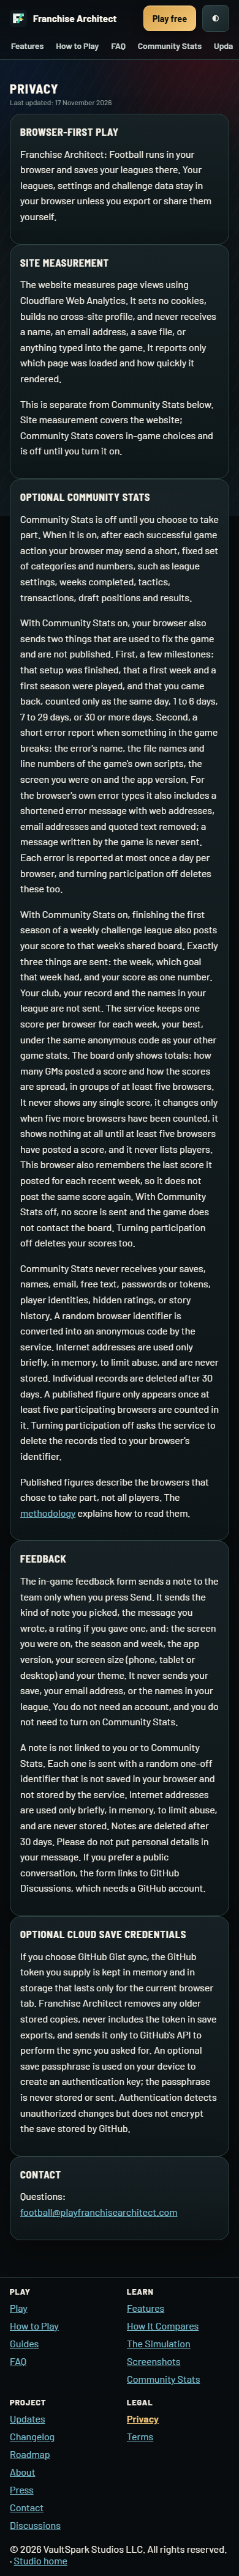 Franchise Architect
Play free
Features How to Play FAQ Community Stats Upda
PRIVACY
Last updated: 17 November 2026
BROWSER-FIRST PLAY
Franchise Architect: Football runs in your
browser and saves your leagues there. Your
leagues, settings and challenge data stay in
your browser unless you export or share them
yourself.
SITE MEASUREMENT
The website measures page views using
Cloudflare Web Analytics. It sets no cookies,
builds no cross-site profile, and never receives
a name, an email address, a save file, or
anything typed into the game. It reports only
which page was loaded and how quickly it
rendered.
This is separate from Community Stats below.
Site measurement covers the website;
Community Stats covers in-game choices and
is off until you turn it on.
OPTIONAL COMMUNITY STATS
Community Stats is off until you choose to take
part. When it is on, after each successful game
action your browser may send a short, fixed set
of categories and numbers, such as league
settings, weeks completed, tactics,
transactions, draft positions and results.
With Community Stats on, your browser also
sends two things that are used to fix the game
and are not published. First, a few milestones:
that setup was finished, that a first week and a
first season were played, and that you came
back, counted only as the same day, 1 to 6 days,
7 to 29 days, or 30 or more days. Second, a
short error report when something in the game
breaks: the error's name, the file names and
line numbers of the game's own scripts, the
screen you were on and the app version. For
the browser's own error types it also includes a
shortened error message with web addresses,
email addresses and quoted text removed; a
message written by the game is never sent.
Each error is reported at most once a day per
browser, and turning participation off deletes
these too.
With Community Stats on, finishing the first
season of a weekly challenge league also posts
your score to that week's shared board. Exactly
three things are sent: the week, which goal
that week had, and your score as one number.
Your club, your record and the names in your
league are not sent. The service keeps one
score per browser for each week, your best,
under the same anonymous code as your other
game stats. The board only shows totals: how
many GMs posted a score and how the scores
are spread, in groups of at least five browsers.
It never shows any single score, it changes only
when five more browsers have been counted, it
shows nothing at all until at least five browsers
have posted a score, and it never lists players.
Your browser also remembers the last score it
posted for each recent week, so it does not
post the same score again. With Community
Stats off, no score is sent and the game does
not contact the board. Turning participation
off deletes your scores too.
Community Stats never receives your saves,
names, email, free text, passwords or tokens,
player identities, hidden ratings, or story
history. A random browser identifier is
converted into an anonymous code by the
service. Internet addresses are used only
briefly, in memory, to limit abuse, and are never
stored. Individual records are deleted after 30
days. A published figure only appears once at
least five participating browsers are counted in
it. Turning participation off asks the service to
delete the records tied to your browser's
identifier.
Published figures describe the browsers that
chose to take part, not all players. The
methodology explains how to read them.
FEEDBACK
The in-game feedback form sends a note to the
team only when you press Send. It sends the
kind of note you picked, the message you
wrote, a rating if you gave one, and: the screen
you were on, the season and week, the app
version, your screen size (phone, tablet or
desktop) and your theme. It never sends your
save, your email address, or the names in your
league. You do not need an account, and you do
not need to turn on Community Stats.
A note is not linked to you or to Community
Stats. Each one is sent with a random one-off
identifier that is not saved in your browser and
not stored by the service. Internet addresses
are used only briefly, in memory, to limit abuse,
and are never stored. Notes are deleted after
30 days. Please do not put personal details in
your message. If you prefer a public
conversation, the form links to GitHub
Discussions, which needs a GitHub account.
OPTIONAL CLOUD SAVE CREDENTIALS
If you choose GitHub Gist sync, the GitHub
token you supply is kept in memory and in
storage that lasts only for the current browser
tab. Franchise Architect removes any older
stored copies, never includes the token in save
exports, and sends it only to GitHub's API to
perform the sync you asked for. An optional
save passphrase is used on your device to
create an authentication key; the passphrase
is never stored or sent. Authentication detects
unauthorized changes but does not encrypt
the save stored by GitHub.
CONTACT
Questions:
football@playfranchisearchitect.com
PLAY
Play
How to Play
Guides
FAQ
LEARN
Features
How It Compares
The Simulation
Screenshots
Community Stats
PROJECT
Updates
Changelog
Roadmap
About
Press
Contact
Discussions
LEGAL
Privacy
Terms
© 2026 VaultSpark Studios LLC. All rights reserved.
· Studio home